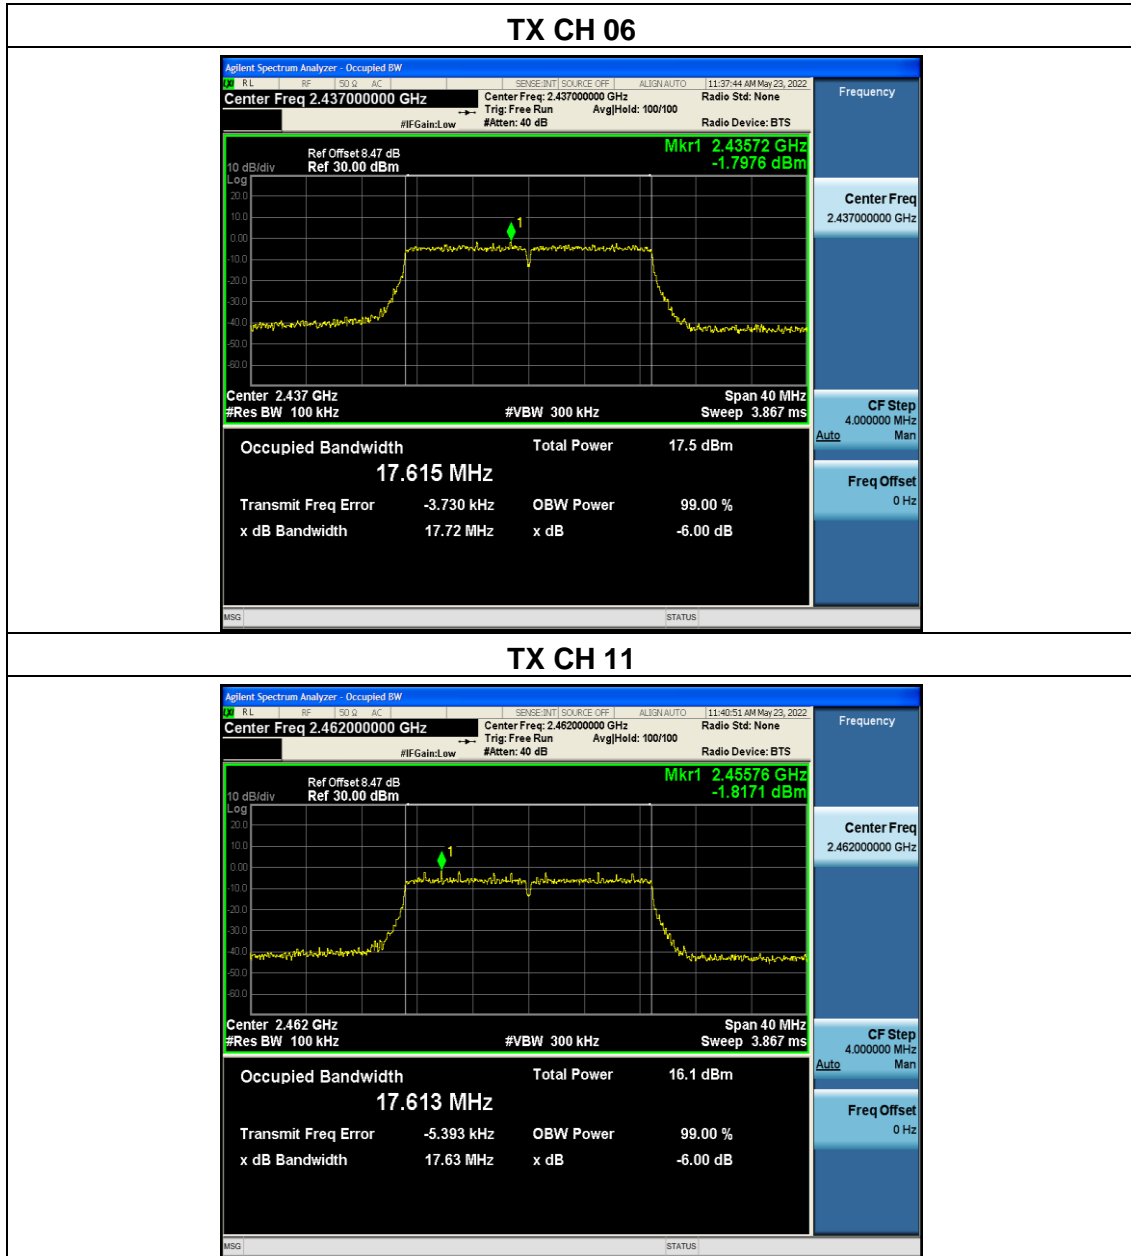 TX CH 06
Agilent Spectrum Analyzer - Occupied BW
LXI RL RF 50 Ω AC SENSE:INT SOURCE OFF ALIGN AUTO 11:37:44 AM May 23, 2022
Center Freq 2.437000000 GHz
Center Freq: 2.437000000 GHz
Radio Std: None
Trig: Free Run Avg|Hold: 100/100
#IFGain:Low #Atten: 40 dB Radio Device: BTS
Frequency
Mkr1 2.43572 GHz
-1.7976 dBm
Ref Offset 8.47 dB
10 dB/div Ref 30.00 dBm
Log
20.0
10.0
0.00
-10.0
-20.0
-30.0
-40.0
-50.0
-60.0
1
Center 2.437 GHz Span 40 MHz
#Res BW 100 kHz #VBW 300 kHz Sweep 3.867 ms
Center Freq
2.437000000 GHz
CF Step
4.000000 MHz
Auto Man
Freq Offset
0 Hz
Occupied Bandwidth Total Power 17.5 dBm
17.615 MHz
Transmit Freq Error -3.730 kHz OBW Power 99.00 %
x dB Bandwidth 17.72 MHz x dB -6.00 dB
MSG STATUS
TX CH 11
Agilent Spectrum Analyzer - Occupied BW
LXI RL RF 50 Ω AC SENSE:INT SOURCE OFF ALIGN AUTO 11:40:51 AM May 23, 2022
Center Freq 2.462000000 GHz
Center Freq: 2.462000000 GHz
Radio Std: None
Trig: Free Run Avg|Hold: 100/100
#IFGain:Low #Atten: 40 dB Radio Device: BTS
Frequency
Mkr1 2.45576 GHz
-1.8171 dBm
Ref Offset 8.47 dB
10 dB/div Ref 30.00 dBm
Log
20.0
10.0
0.00
-10.0
-20.0
-30.0
-40.0
-50.0
-60.0
1
Center 2.462 GHz Span 40 MHz
#Res BW 100 kHz #VBW 300 kHz Sweep 3.867 ms
Center Freq
2.462000000 GHz
CF Step
4.000000 MHz
Auto Man
Freq Offset
0 Hz
Occupied Bandwidth Total Power 16.1 dBm
17.613 MHz
Transmit Freq Error -5.393 kHz OBW Power 99.00 %
x dB Bandwidth 17.63 MHz x dB -6.00 dB
MSG STATUS